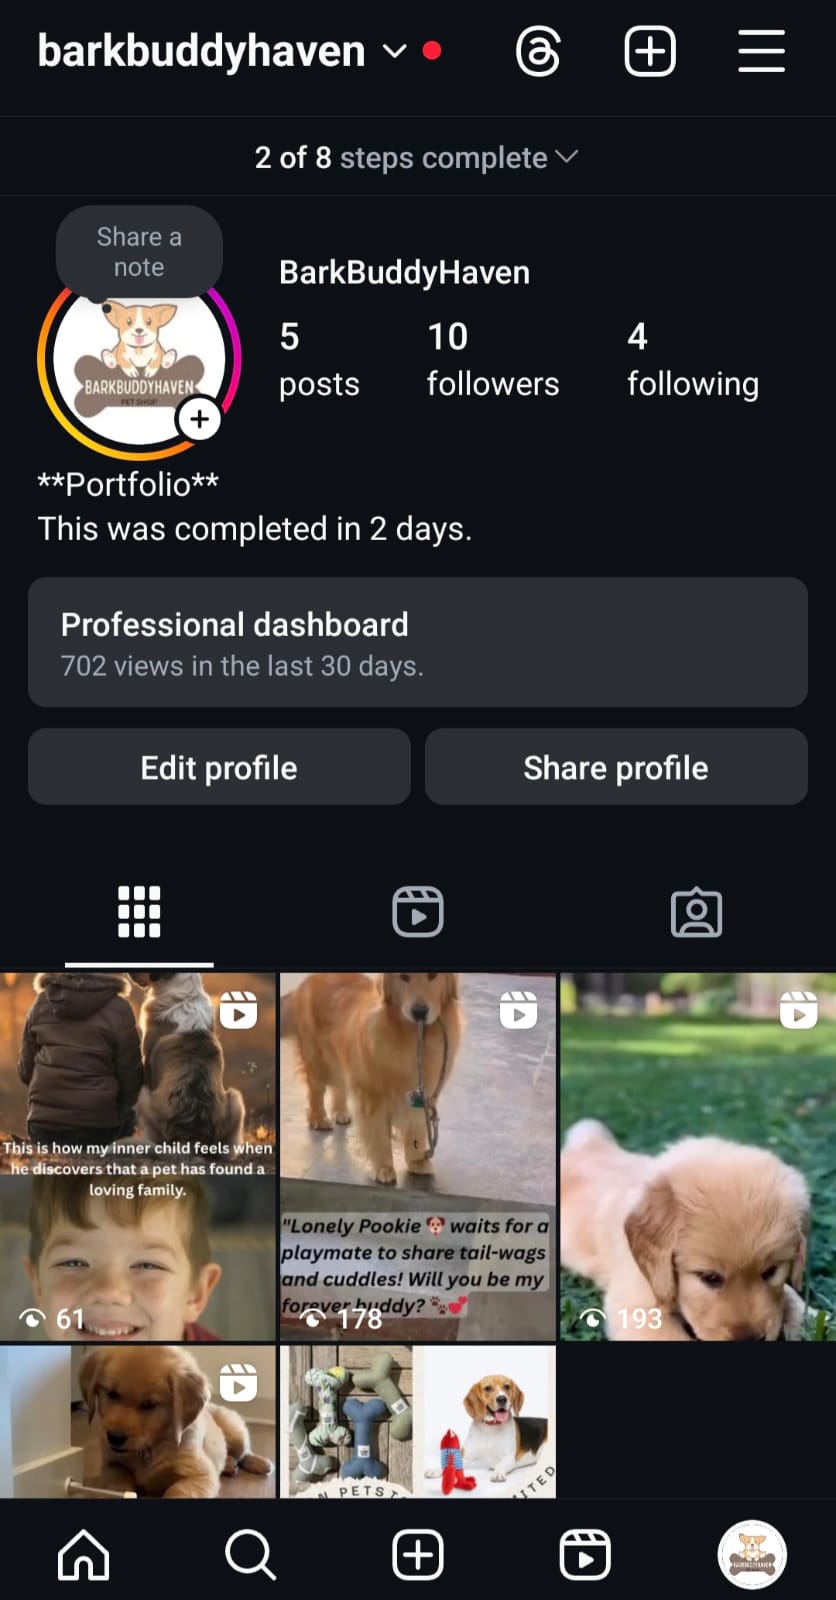 barkbuddyhaven
2 of 8 steps complete
Share a
note
BarkBuddyHaven
5
posts
10
followers
4
following
BARKBUDDYHAVEN
PET SHOP
**Portfolio**
This was completed in 2 days.
Professional dashboard
702 views in the last 30 days.
Edit profile
Share profile
This is how my inner child feels when
he discovers that a pet has found a
loving family.
61
t
"Lonely Pookie 🐶 waits for a
playmate to share tail-wags
and cuddles! Will you be my
forever buddy? 🐾💕
178
193
PETS
ITED
BARKBUDDYHAVEN